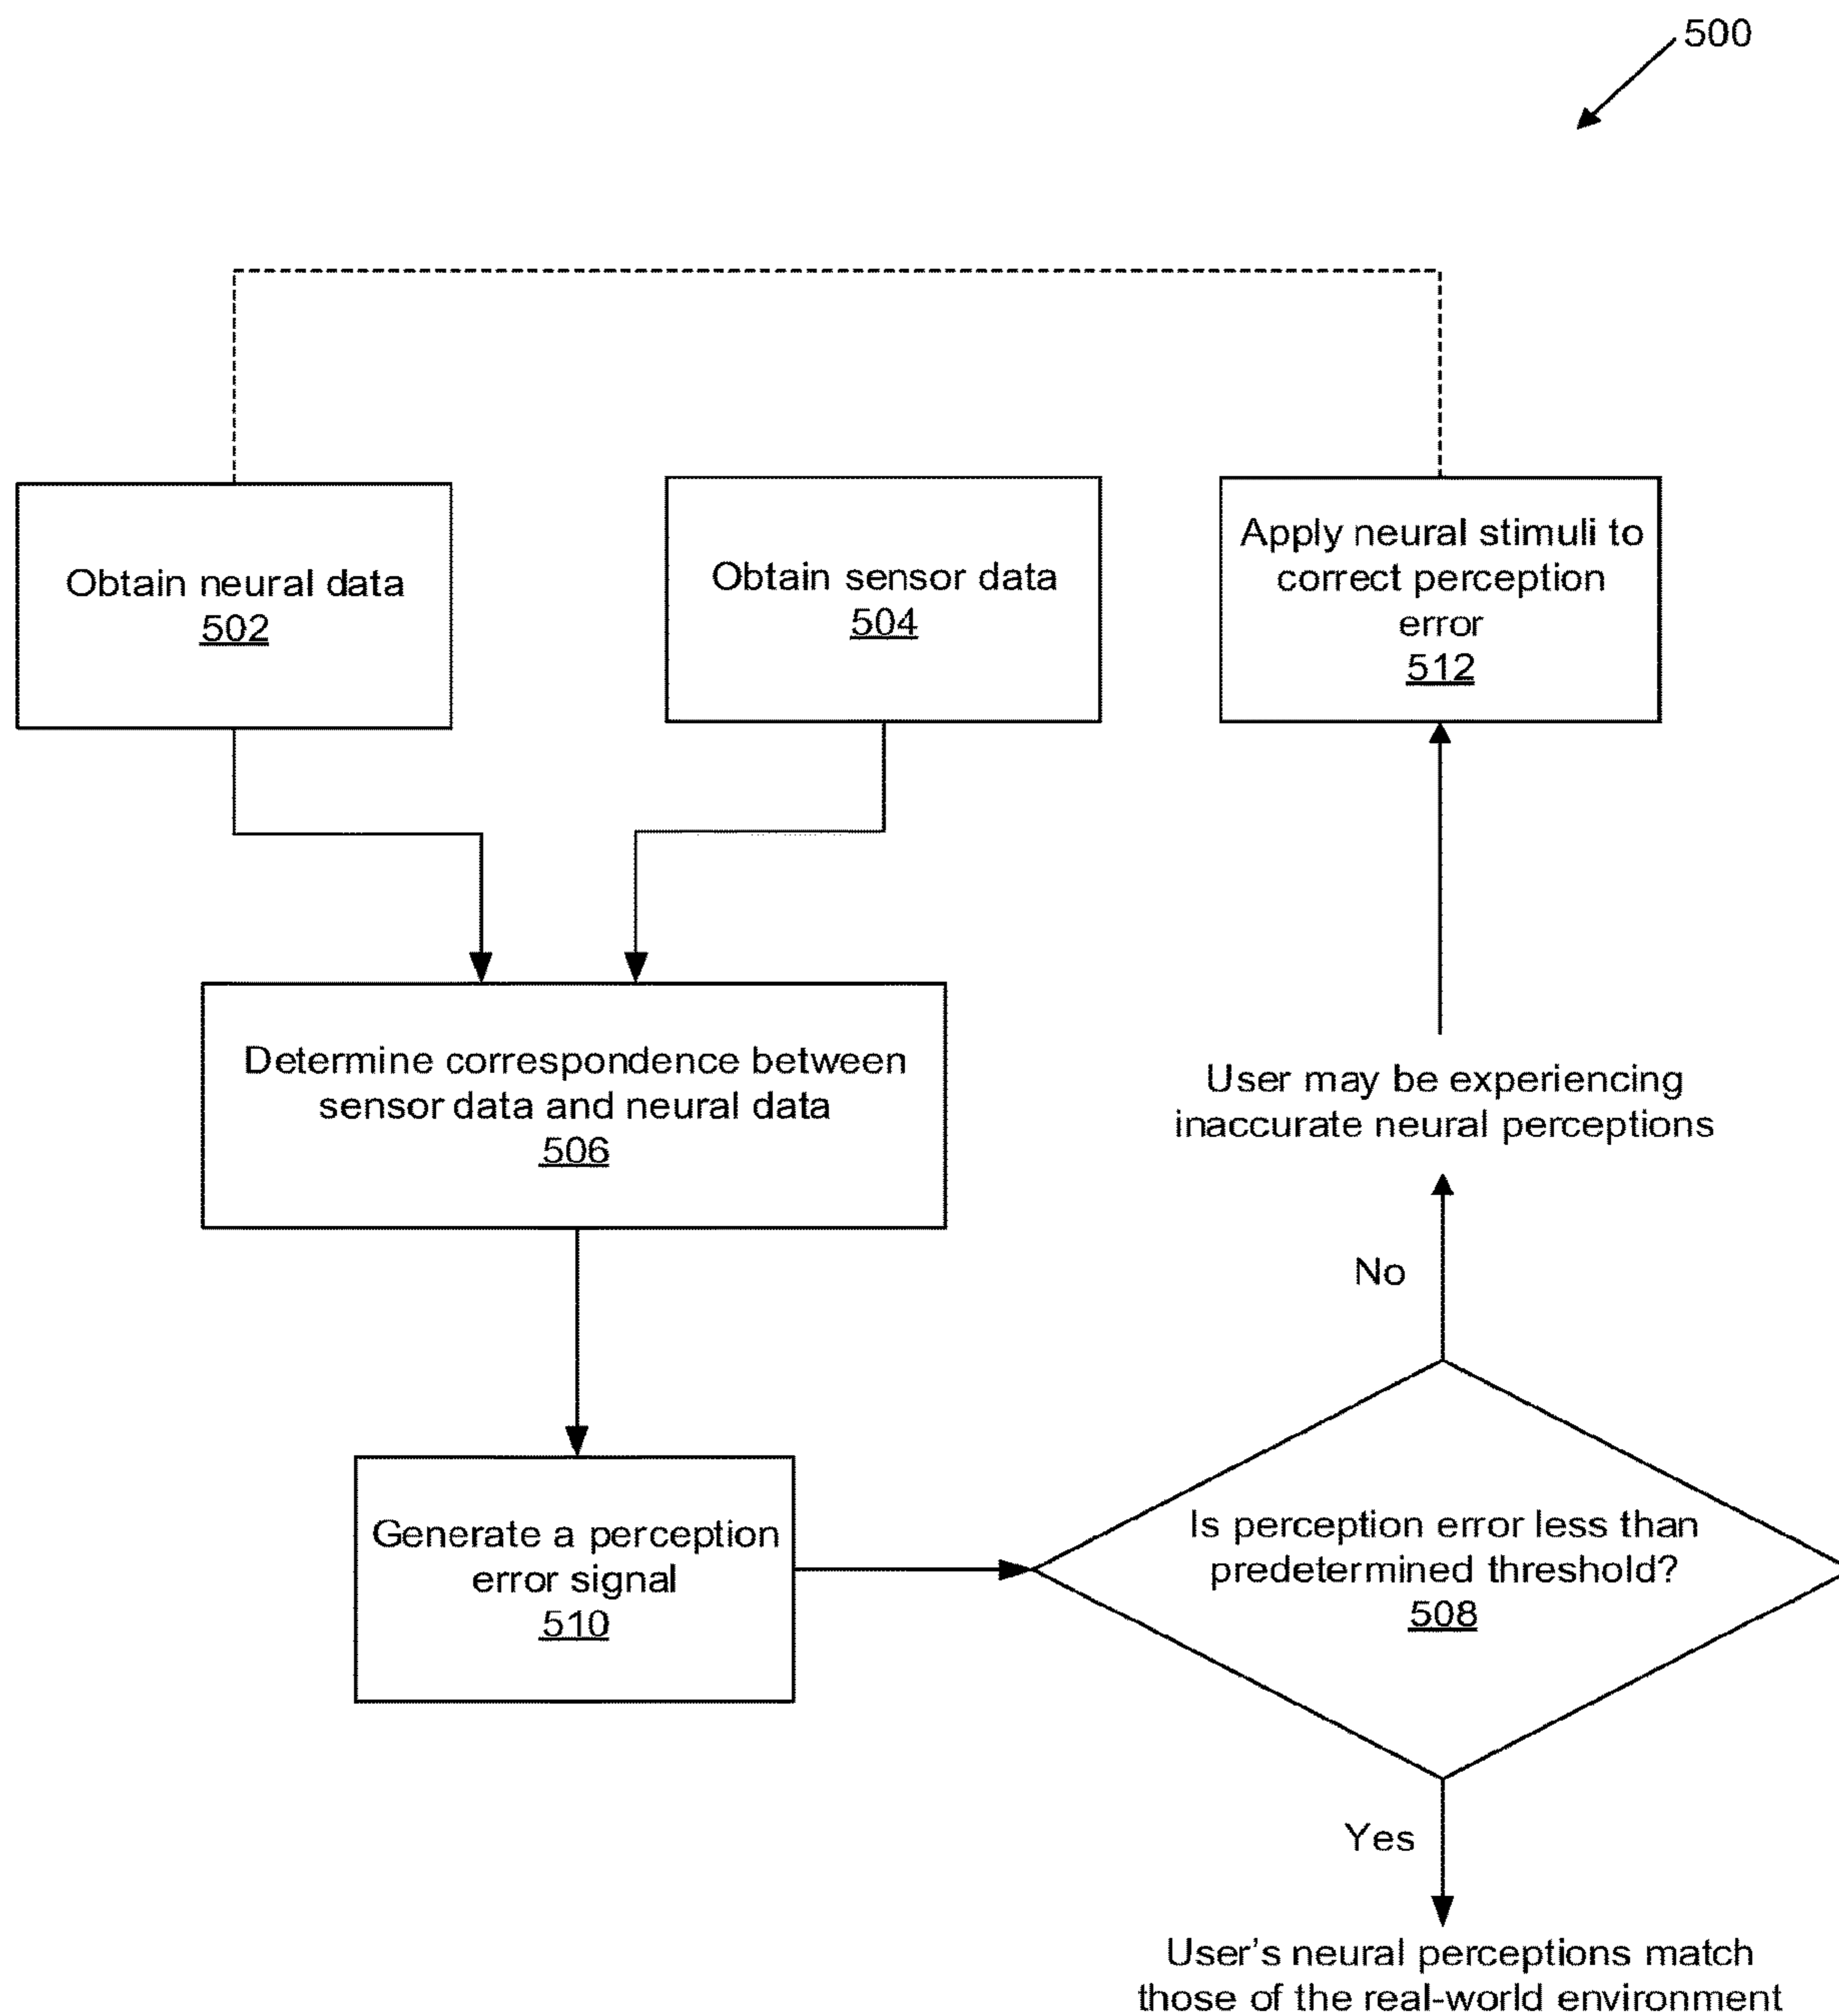 500
Obtain neural data
502
Obtain sensor data
504
Apply neural stimuli to
correct perception
error
512
Determine correspondence between
sensor data and neural data
506
User may be experiencing
inaccurate neural perceptions
No
Generate a perception
error signal
510
Is perception error less than
predetermined threshold?
508
Yes
User's neural perceptions match
those of the real-world environment